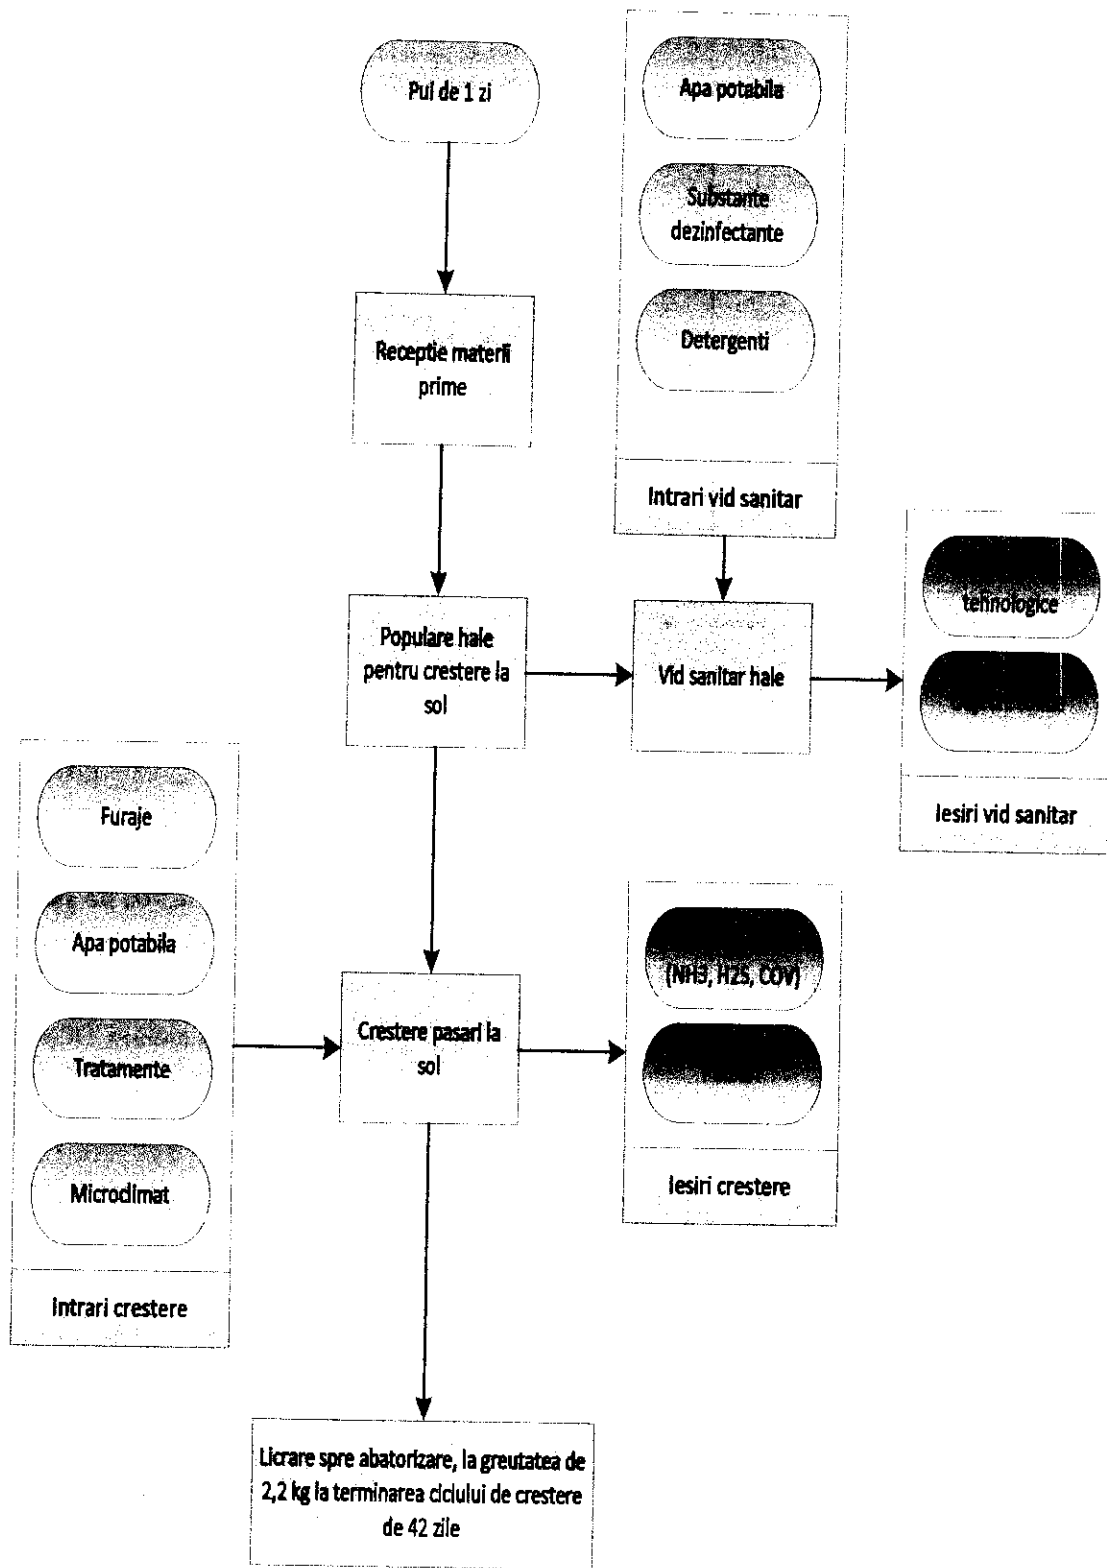 Pui de 1 zi
Apa potabila
Substante
dezinfectante
Detergenti
Intrari vid sanitar
Receptie materii
prime
Populare hale
pentru crestere la
sol
Vid sanitar hale
tehnologice
Iesiri vid sanitar
Furaje
Apa potabila
Tratamente
Microclimat
Intrari crestere
Crestere pasari la
sol
(NH3, H2S, COV)
Iesiri crestere
Licrare spre abatorizare, la greutatea de
2,2 kg la terminarea ciclului de crestere
de 42 zile